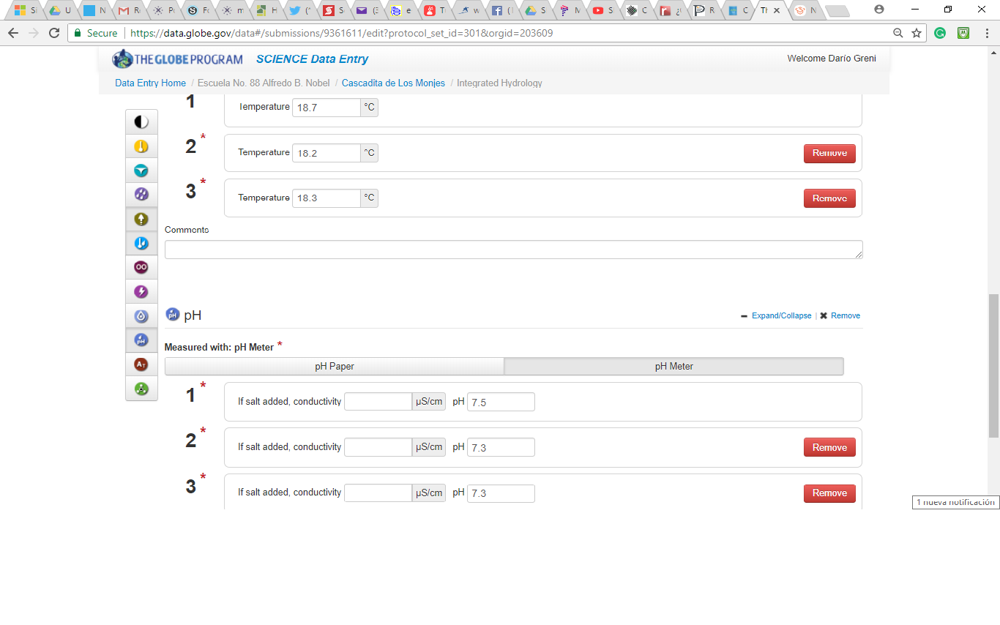 Secure https://data.globe.gov/data#/submissions/9361611/edit?protocol_set_id=301&orgid=203609
THE GLOBE PROGRAM SCIENCE Data Entry Welcome Darío Greni
Data Entry Home / Escuela No. 88 Alfredo B. Nobel / Cascadita de Los Monjes / Integrated Hydrology
1 Temperature 18.7 °C
2 * Temperature 18.2 °C Remove
3 * Temperature 18.3 °C Remove
Comments
pH pH Expand/Collapse | Remove
Measured with: pH Meter *
pH Paper pH Meter
1 * If salt added, conductivity µS/cm pH 7.5
2 * If salt added, conductivity µS/cm pH 7.3 Remove
3 * If salt added, conductivity µS/cm pH 7.3 Remove
1 nueva notificación